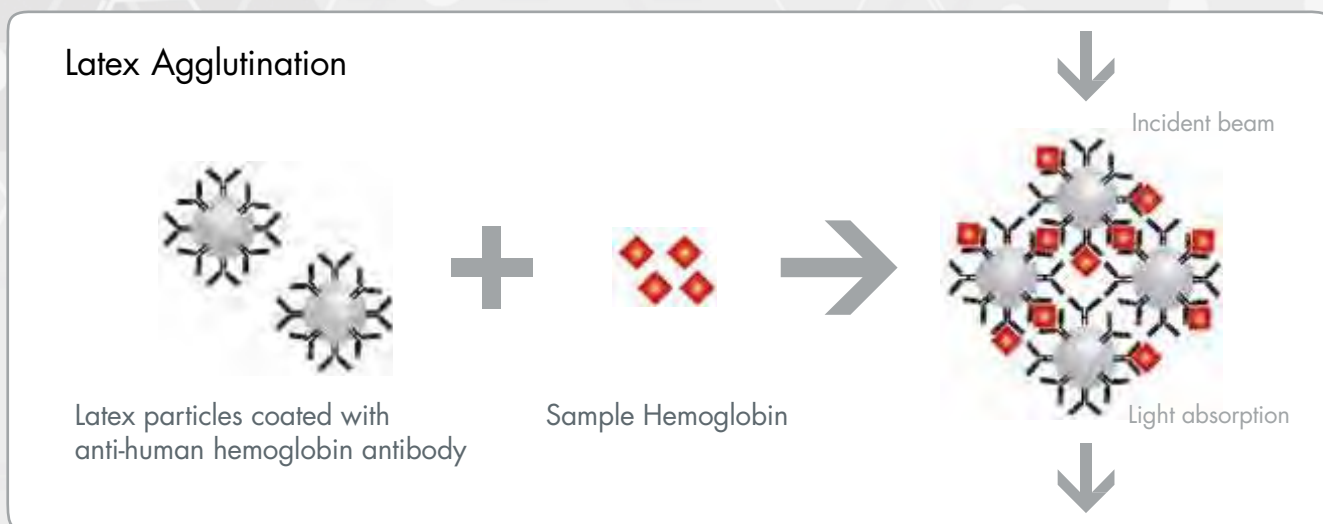 Latex Agglutination
Incident beam
Latex particles coated with
anti-human hemoglobin antibody
Sample Hemoglobin
Light absorption